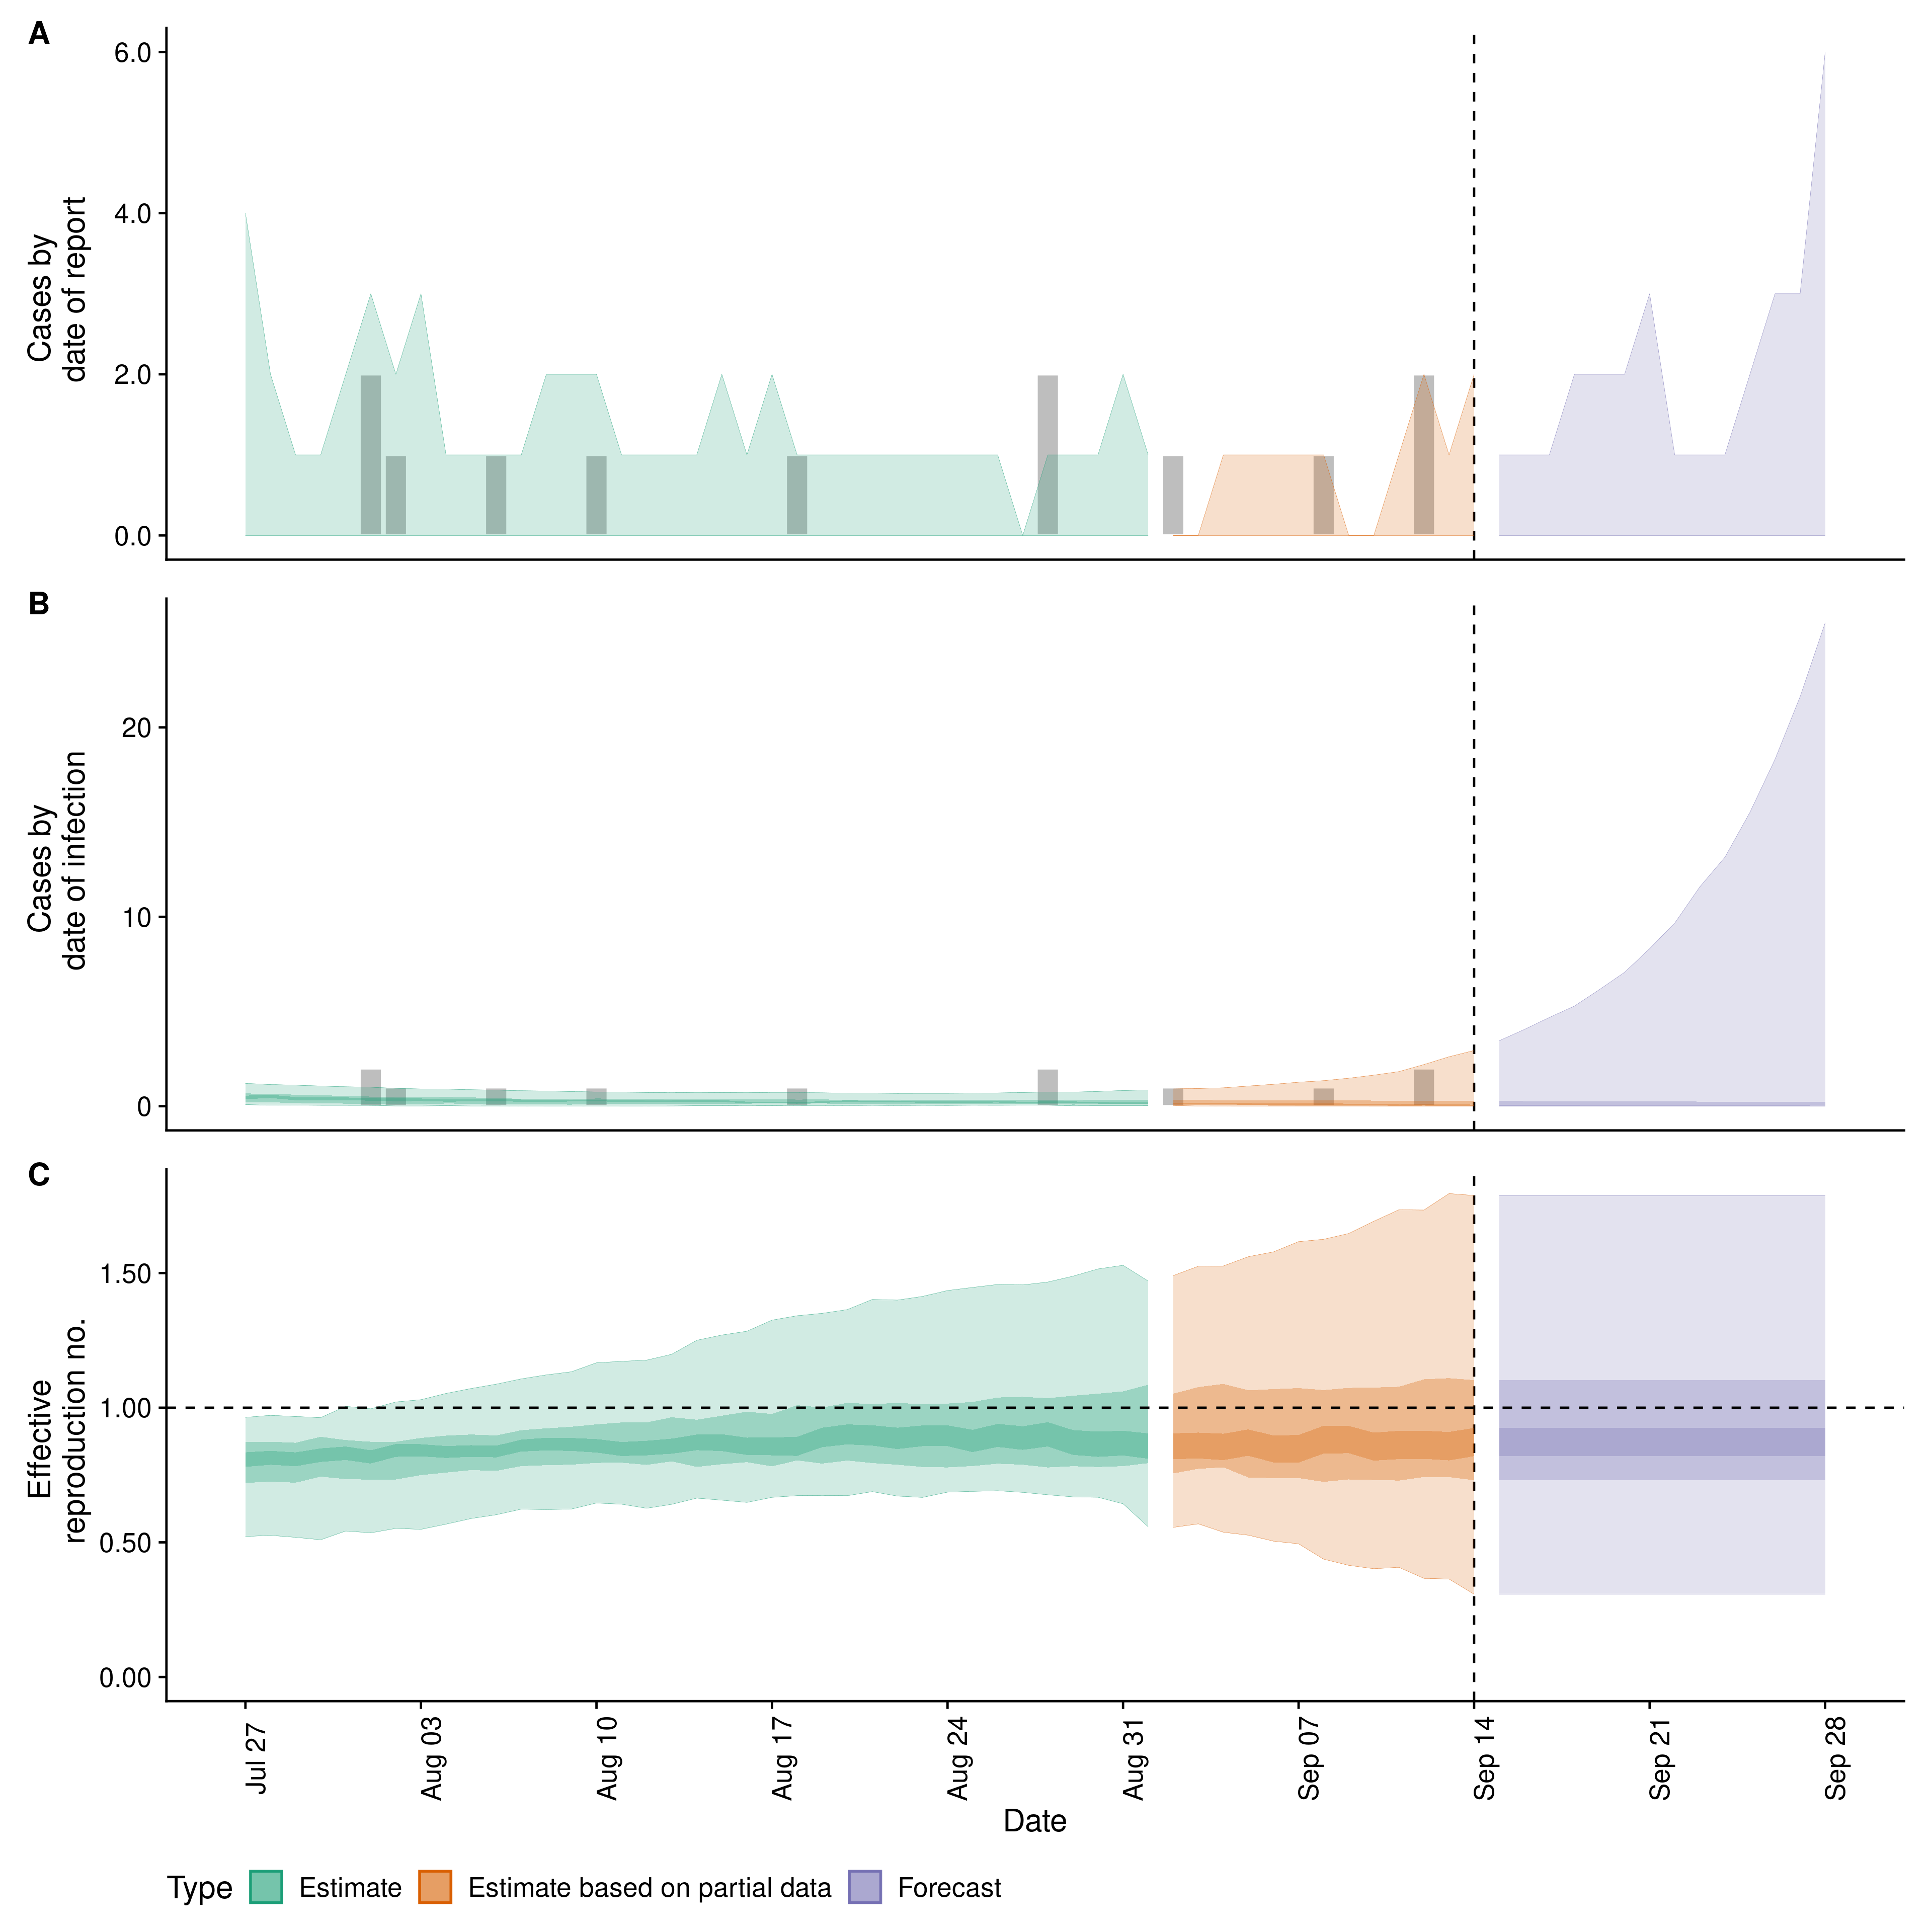 A
Cases by
date of report
6.0
4.0
2.0
0.0
B
Cases by
date of infection
20
10
0
C
Effective
reproduction no.
1.50
1.00
0.50
0.00
Jul 27
Aug 03
Aug 10
Aug 17
Aug 24
Aug 31
Sep 07
Sep 14
Sep 21
Sep 28
Date
Type Estimate Estimate based on partial data Forecast